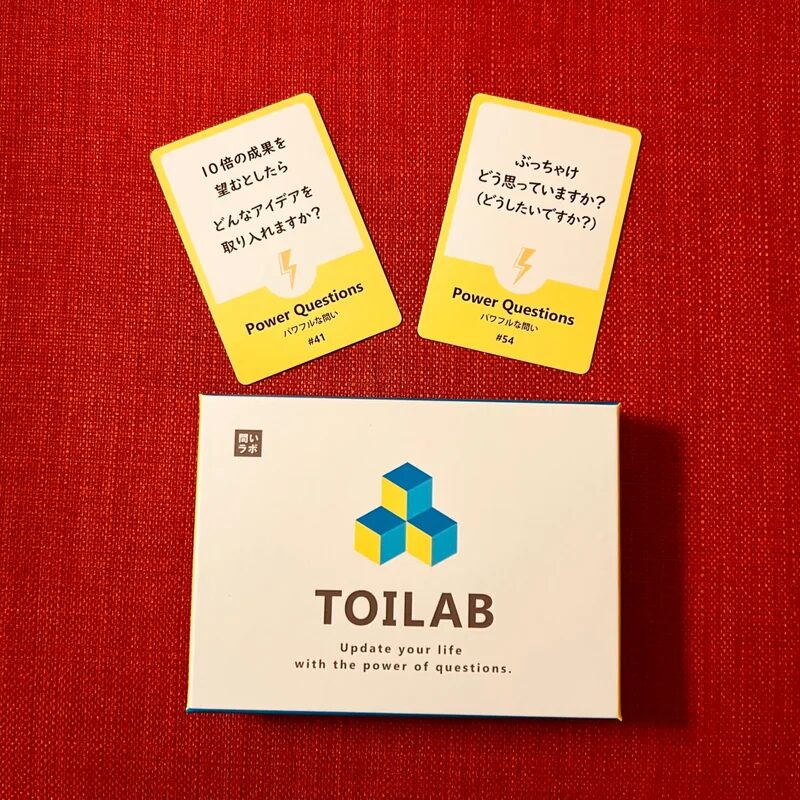 10倍の成果を
望むとしたら
どんなアイデアを
取り入れますか?
Power Questions
パワフルな問い
#41
ぶっちゃけ
どう思っていますか?
(どうしたいですか?)
Power Questions
パワフルな問い
#54
問い
ラボ
TOILAB
Update your life
with the power of questions.